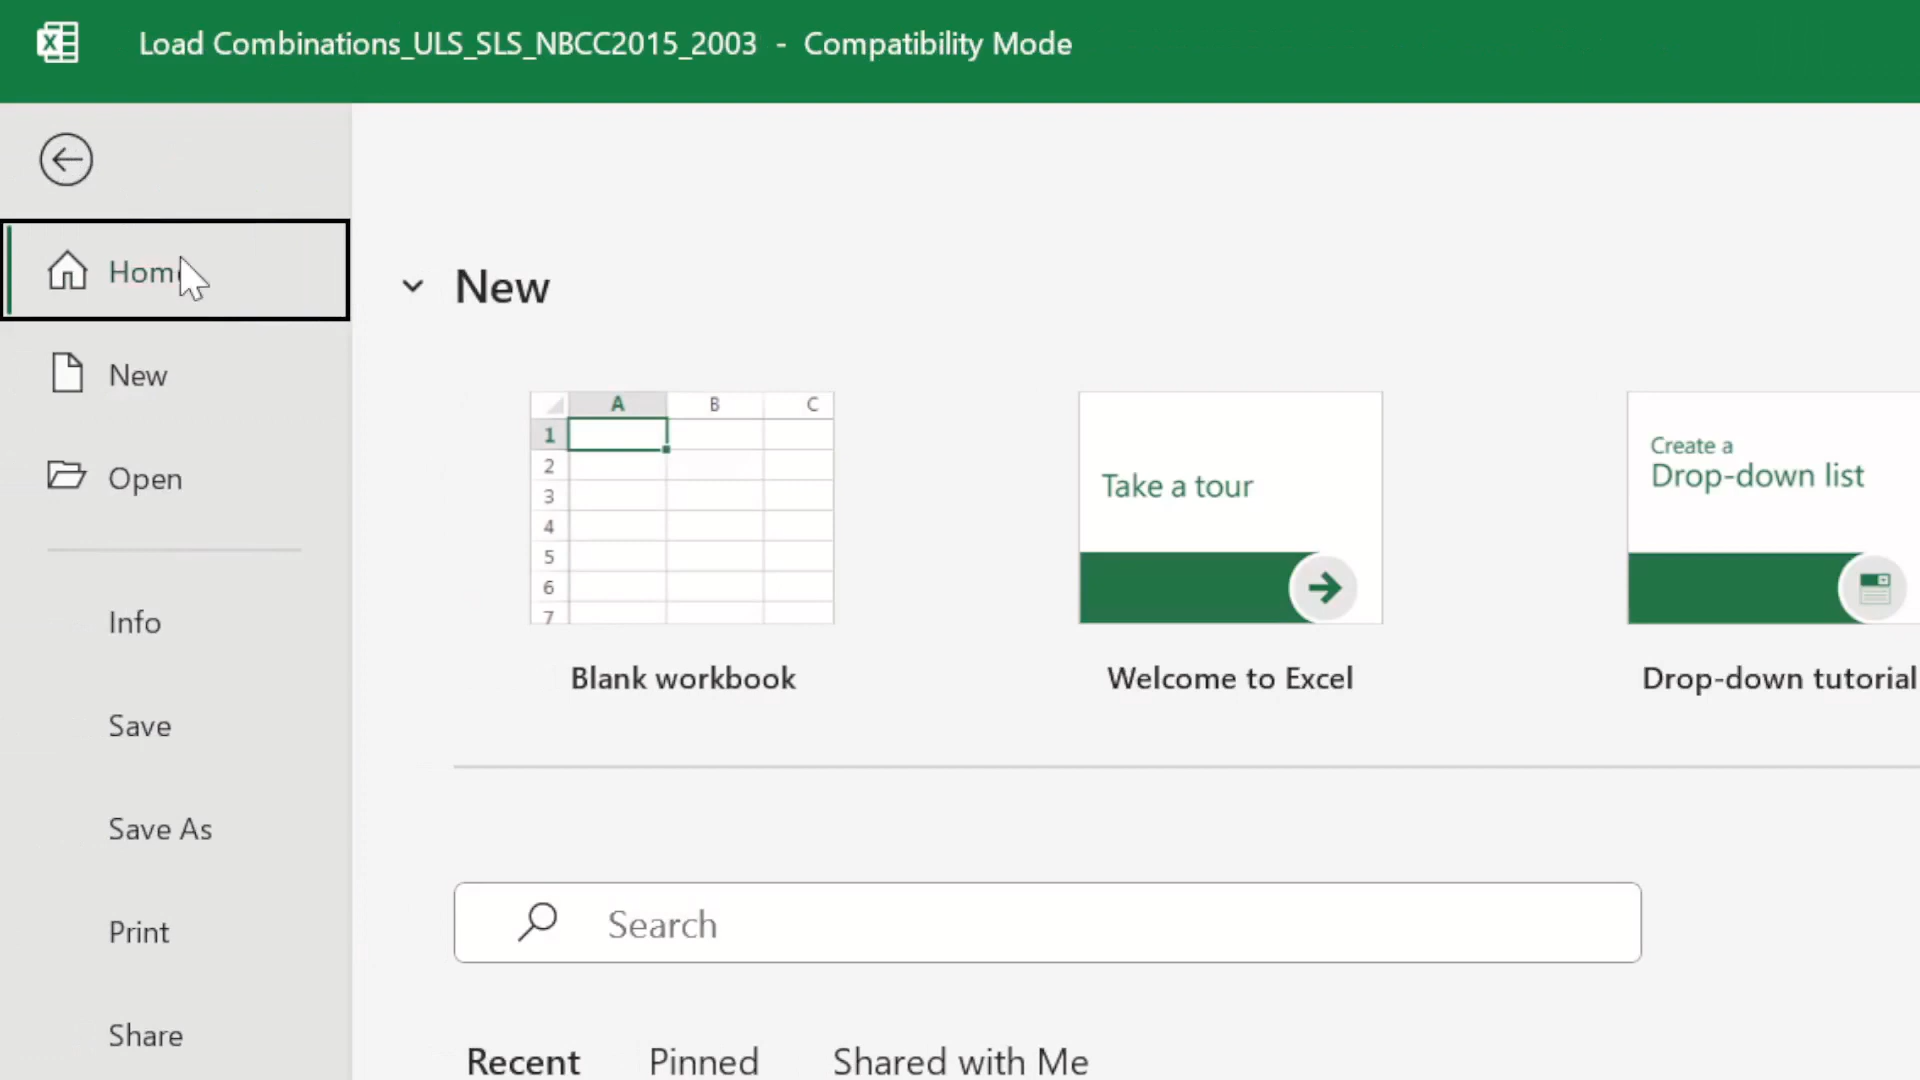 Load Combinations_ULS_SLS_NBCC2015_2003 - Compatibility Mode
Home
New
Open
Info
Save
Save As
Print
Share
New
A B C
1
2
3
4
5
6
7
Blank workbook
Take a tour
Welcome to Excel
Create a
Drop-down list
Drop-down tutorial
Search
Recent Pinned Shared with Me